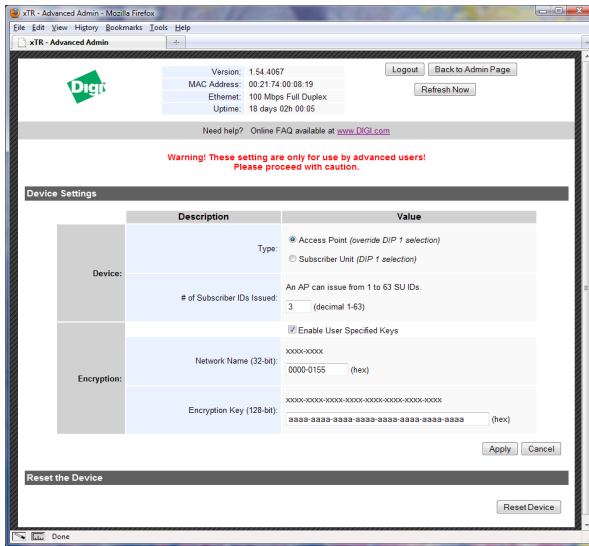 xTR - Advanced Admin - Mozilla Firefox
File Edit View History Bookmarks Tools Help
xTR - Advanced Admin
Digi
Version: 1.54.4067
MAC Address: 00:21:74:00:08:19
Ethernet: 100 Mbps Full Duplex
Uptime: 18 days 02h 00:05
Logout Back to Admin Page
Refresh Now
Need help? Online FAQ available at www.DIGI.com
Warning! These setting are only for use by advanced users!
Please proceed with caution.
Device Settings
Description Value
Device:
Type:
Access Point (override DIP 1 selection)
Subscriber Unit (DIP 1 selection)
# of Subscriber IDs Issued:
An AP can issue from 1 to 63 SU IDs.
3 (decimal 1-63)
Encryption:
Enable User Specified Keys
Network Name (32-bit):
xxxx-xxxx
0000-0155 (hex)
Encryption Key (128-bit):
xxxx-xxxx-xxxx-xxxx-xxxx-xxxx-xxxx-xxxx
aaaa-aaaa-aaaa-aaaa-aaaa-aaaa-aaaa-aaaa (hex)
Apply Cancel
Reset the Device
Reset Device
Done